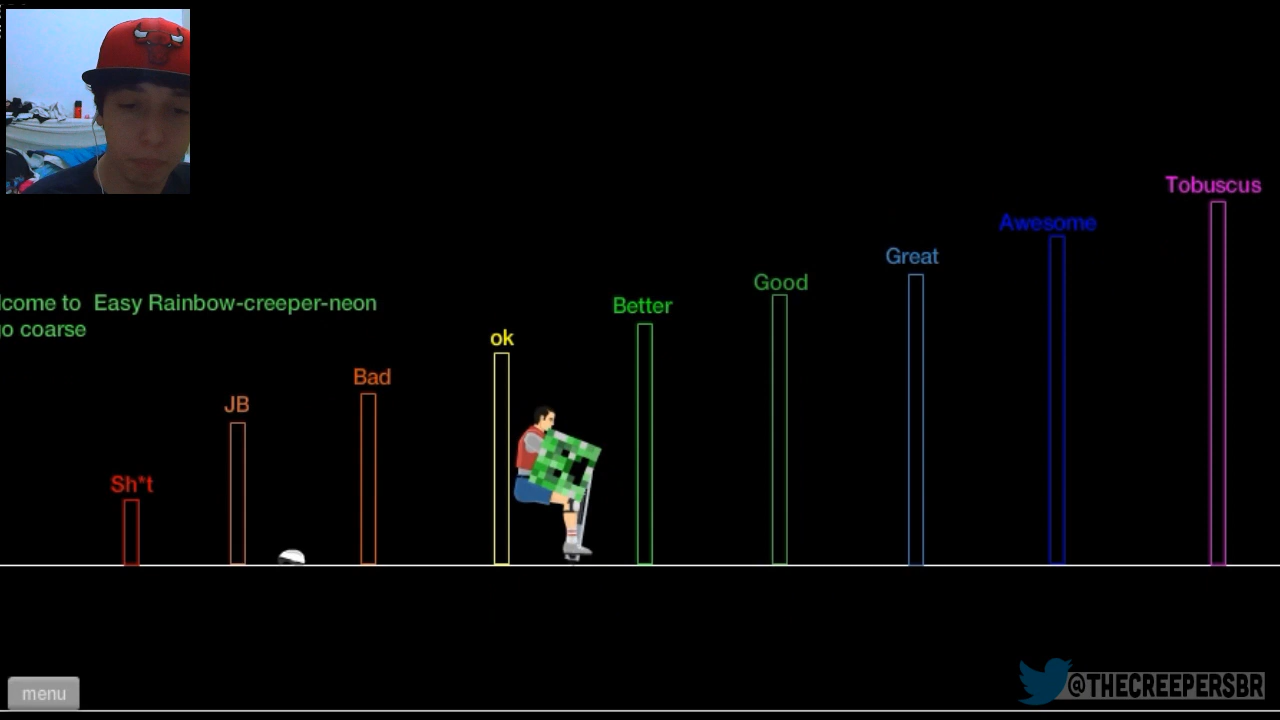 Tobuscus
Awesome
Great
Good
lcome to Easy Rainbow-creeper-neon
Better
o coarse
ok
Bad
JB
Sh*t
menu
@THECREEPERSBR